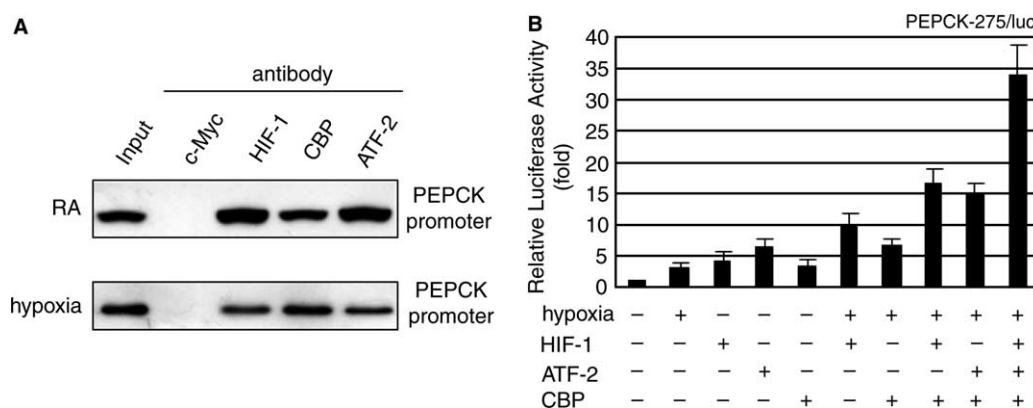 A
antibody
Input c-Myc HIF-1 CBP ATF-2
RA
PEPCK
promoter
hypoxia
PEPCK
promoter
B
PEPCK-275/luc
Relative Luciferase Activity
(fold)
40
35
30
25
20
15
10
5
0
hypoxia – + – – – + + + + +
HIF-1 – – + – – + – + – +
ATF-2 – – – + – – – – + +
CBP – – – – + – + + + +